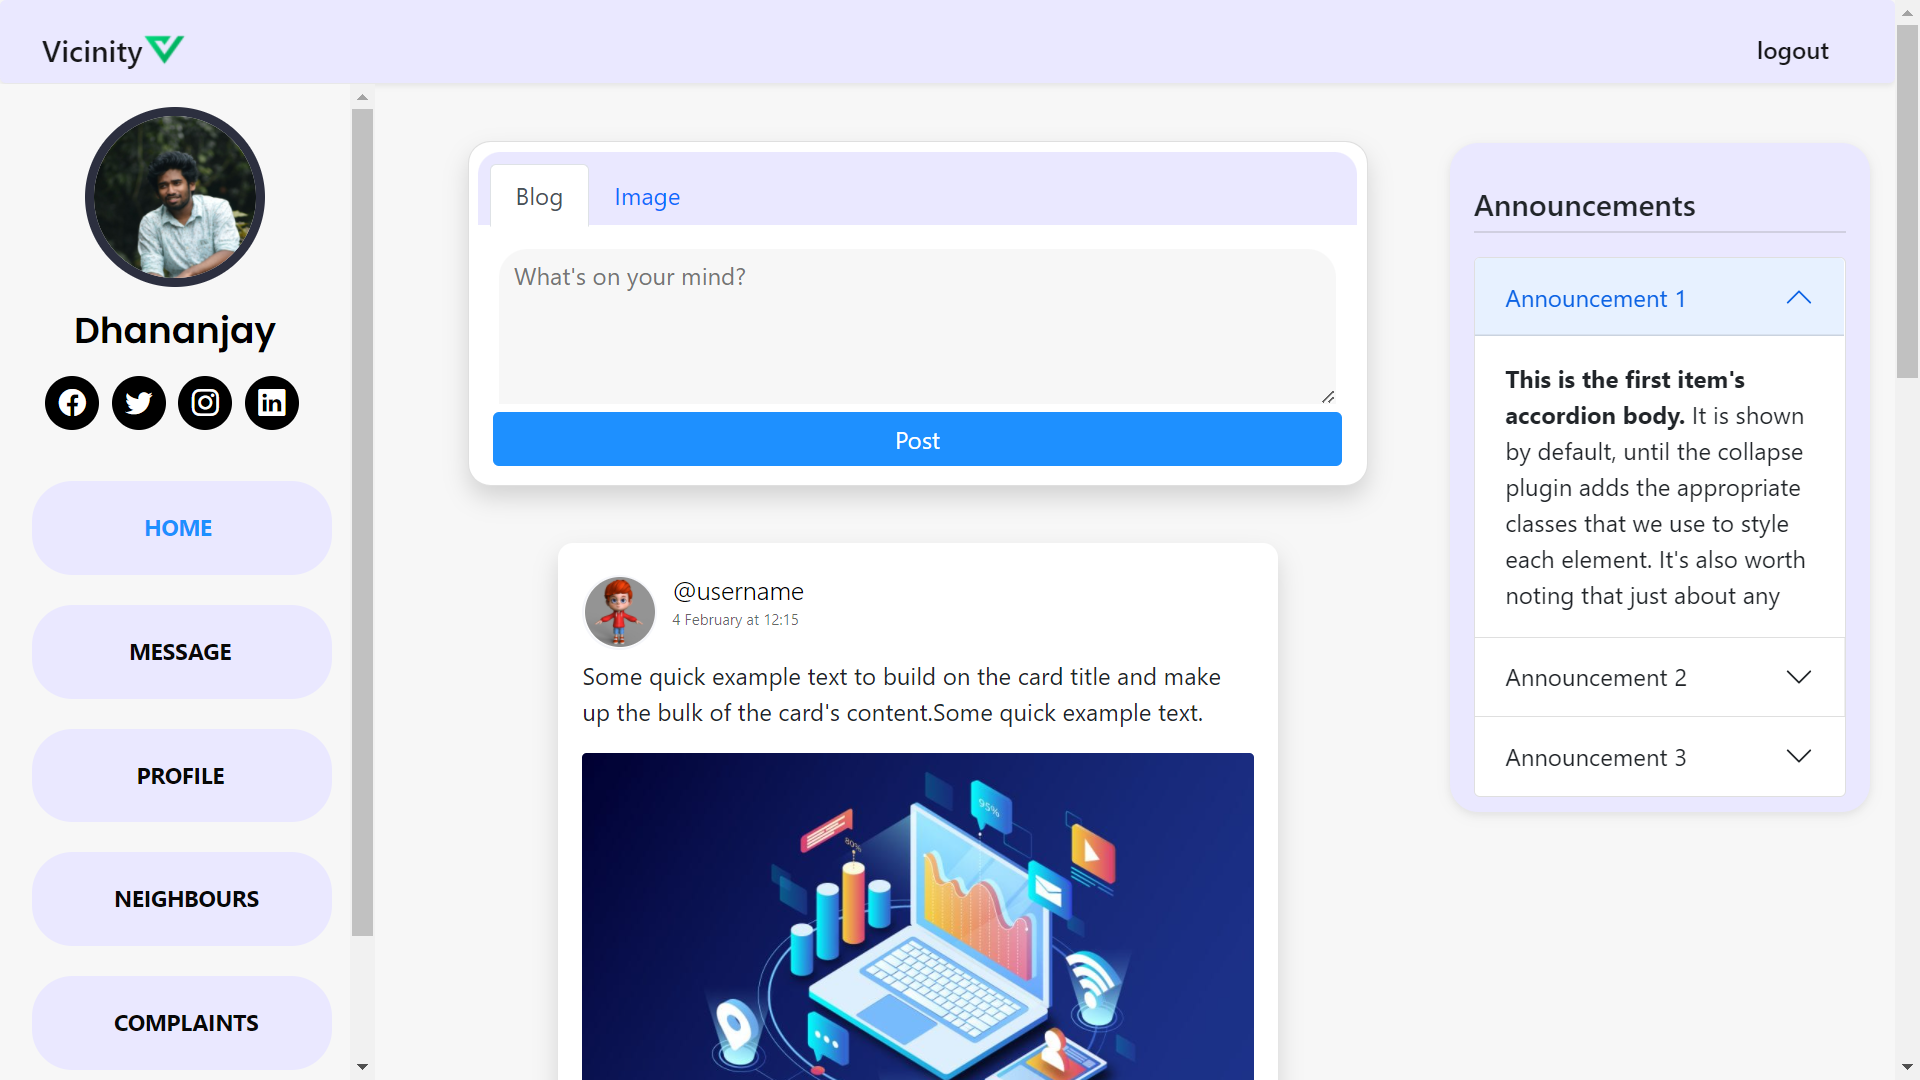 Vicinity
logout
Dhananjay
HOME
MESSAGE
PROFILE
NEIGHBOURS
COMPLAINTS
Blog
Image
What's on your mind?
Post
@username
4 February at 12:15
Some quick example text to build on the card title and make
up the bulk of the card's content.Some quick example text.
95%
80%
Announcements
Announcement 1
This is the first item's
accordion body. It is shown
by default, until the collapse
plugin adds the appropriate
classes that we use to style
each element. It's also worth
noting that just about any
Announcement 2
Announcement 3